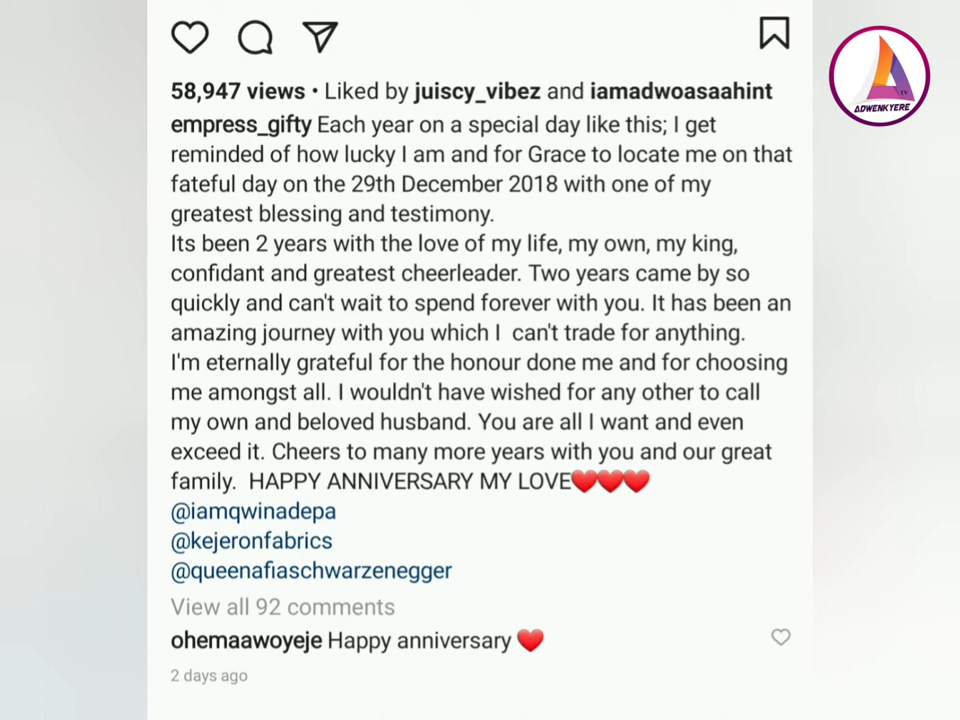 58,947 views • Liked by juiscy_vibez and iamadwoasaahint
empress_gifty Each year on a special day like this; I get
reminded of how lucky I am and for Grace to locate me on that
fateful day on the 29th December 2018 with one of my
greatest blessing and testimony.
Its been 2 years with the love of my life, my own, my king,
confidant and greatest cheerleader. Two years came by so
quickly and can't wait to spend forever with you. It has been an
amazing journey with you which I  can't trade for anything.
I'm eternally grateful for the honour done me and for choosing
me amongst all. I wouldn't have wished for any other to call
my own and beloved husband. You are all I want and even
exceed it. Cheers to many more years with you and our great
family.  HAPPY ANNIVERSARY MY LOVE❤️❤️❤️
@iamqwinadepa
@kejeronfabrics
@queenafiaschwarzenegger
View all 92 comments
ohemaawoyeje Happy anniversary ❤️
2 days ago
TV
ADWENKYERE